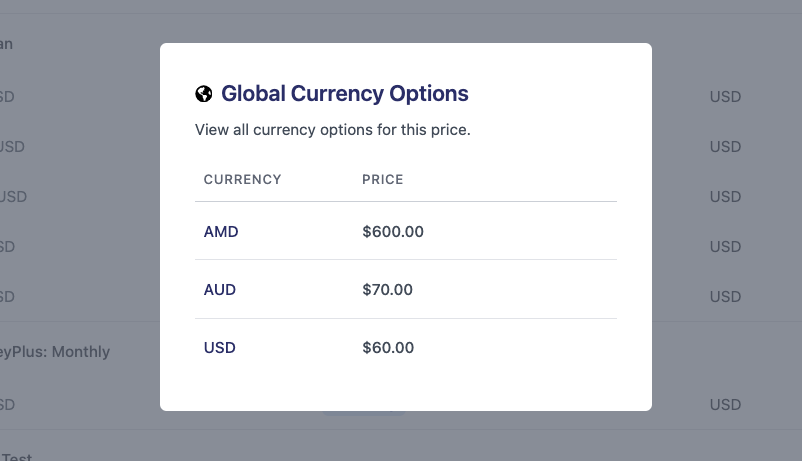 an
SD
USD
Global Currency Options
View all currency options for this price.
USD
USD
CURRENCY PRICE
USD
USD
AMD $600.00
SD
USD
AUD $70.00
SD
USD
USD $60.00
eyPlus: Monthly
SD
USD
Test